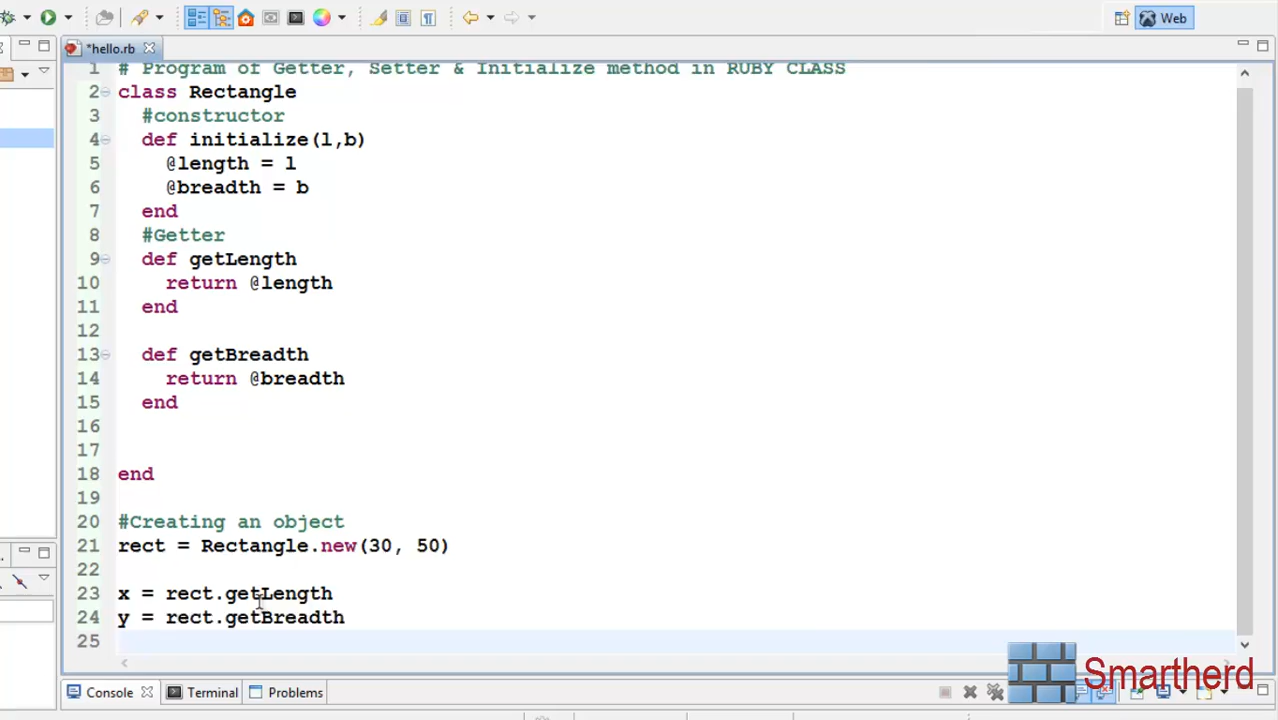 Web
*hello.rb
1 # Program of Getter, Setter & Initialize method in RUBY CLASS
2 class Rectangle
3 #constructor
4 def initialize(l,b)
5 @length = l
6 @breadth = b
7 end
8 #Getter
9 def getLength
10 return @length
11 end
12
13 def getBreadth
14 return @breadth
15 end
16
17
18 end
19
20 #Creating an object
21 rect = Rectangle.new(30, 50)
22
23 x = rect.getLength
24 y = rect.getBreadth
25
Smartherd
Console Terminal Problems